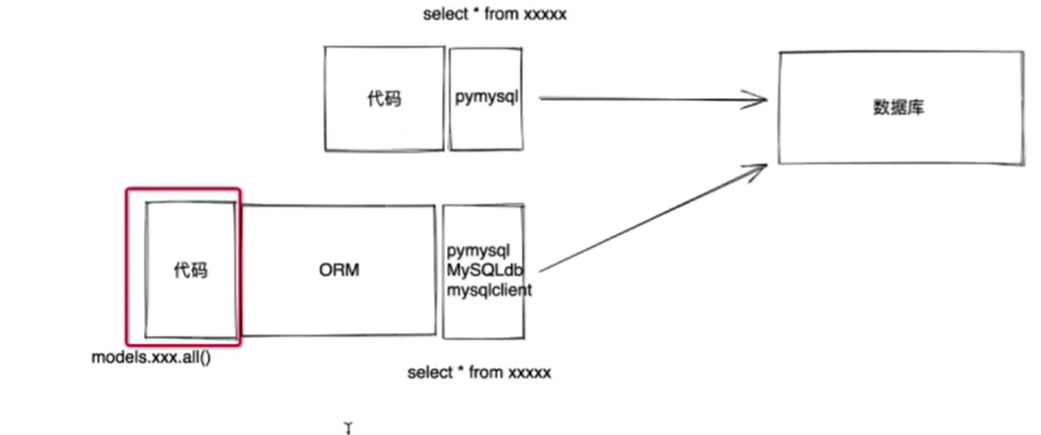 select * from xxxxx
代码
pymysql
数据库
代码
ORM
pymysql
MySQLdb
mysqlclient
models.xxx.all()
select * from xxxxx